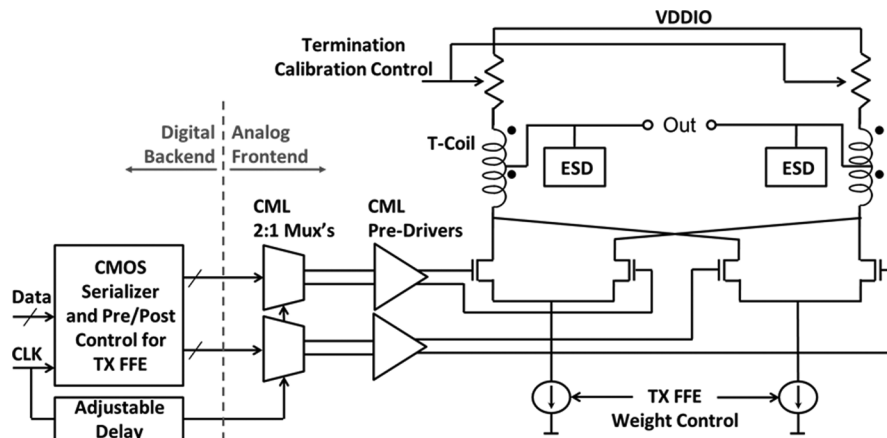 VDDIO
Termination
Calibration Control
Digital
Backend
Analog
Frontend
T-Coil
Out
ESD
ESD
CML
2:1 Mux's
CML
Pre-Drivers
CMOS
Serializer
and Pre/Post
Control for
TX FFE
Data
CLK
Adjustable
Delay
TX FFE
Weight Control